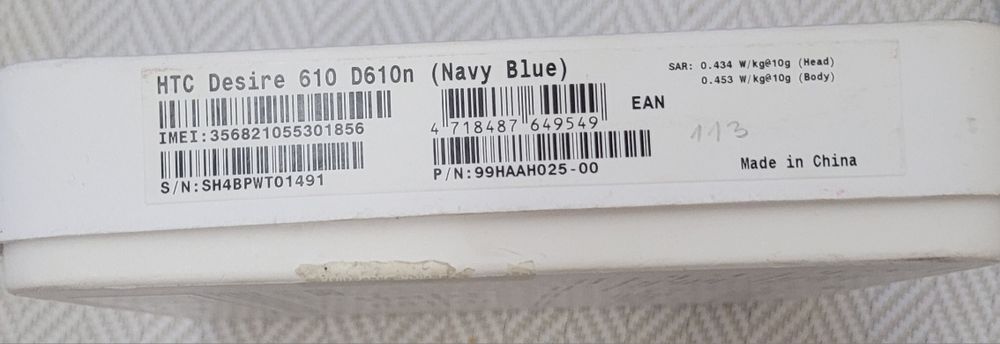 HTC Desire 610 D610n (Navy Blue)
IMEI:356821055301856
S/N:SH4BPWT01491
4 718487 649549
EAN
P/N:99HAAH025-00
SAR: 0.434 W/kg@10g (Head)
0.453 W/kg@10g (Body)
113
Made in China